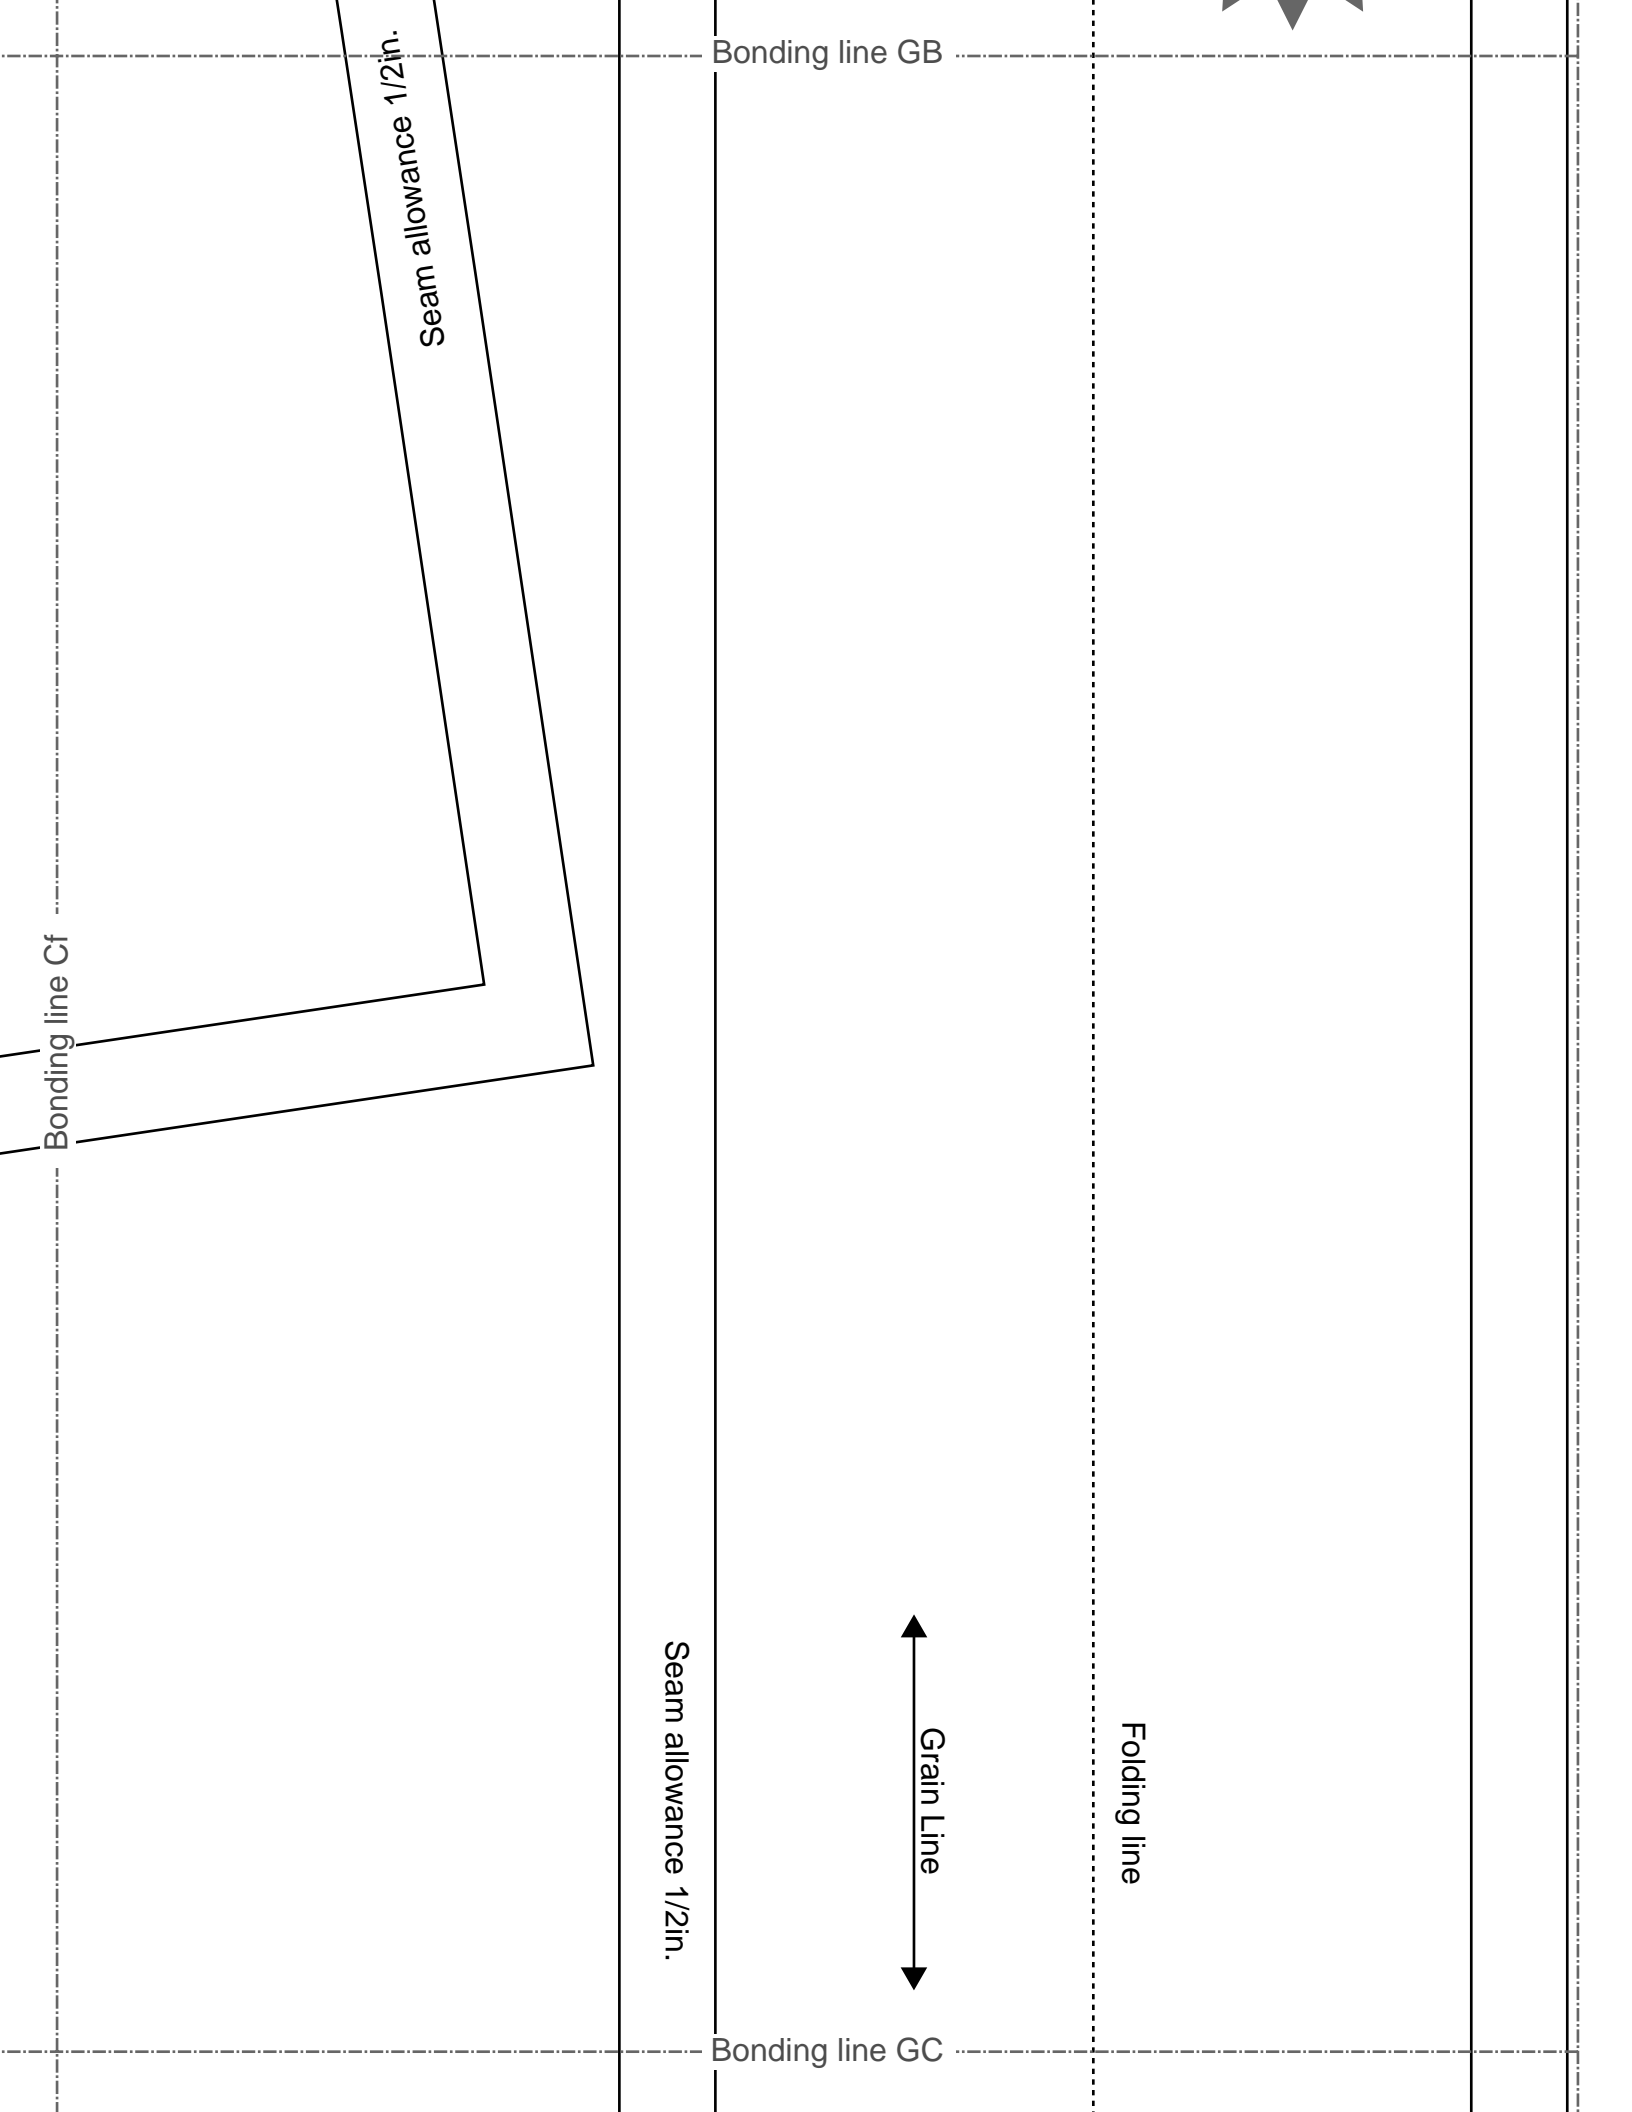 Bonding line GB
Seam allowance 1/2in.
Bonding line Cf
Seam allowance 1/2in.
Grain Line
Folding line
Bonding line GC